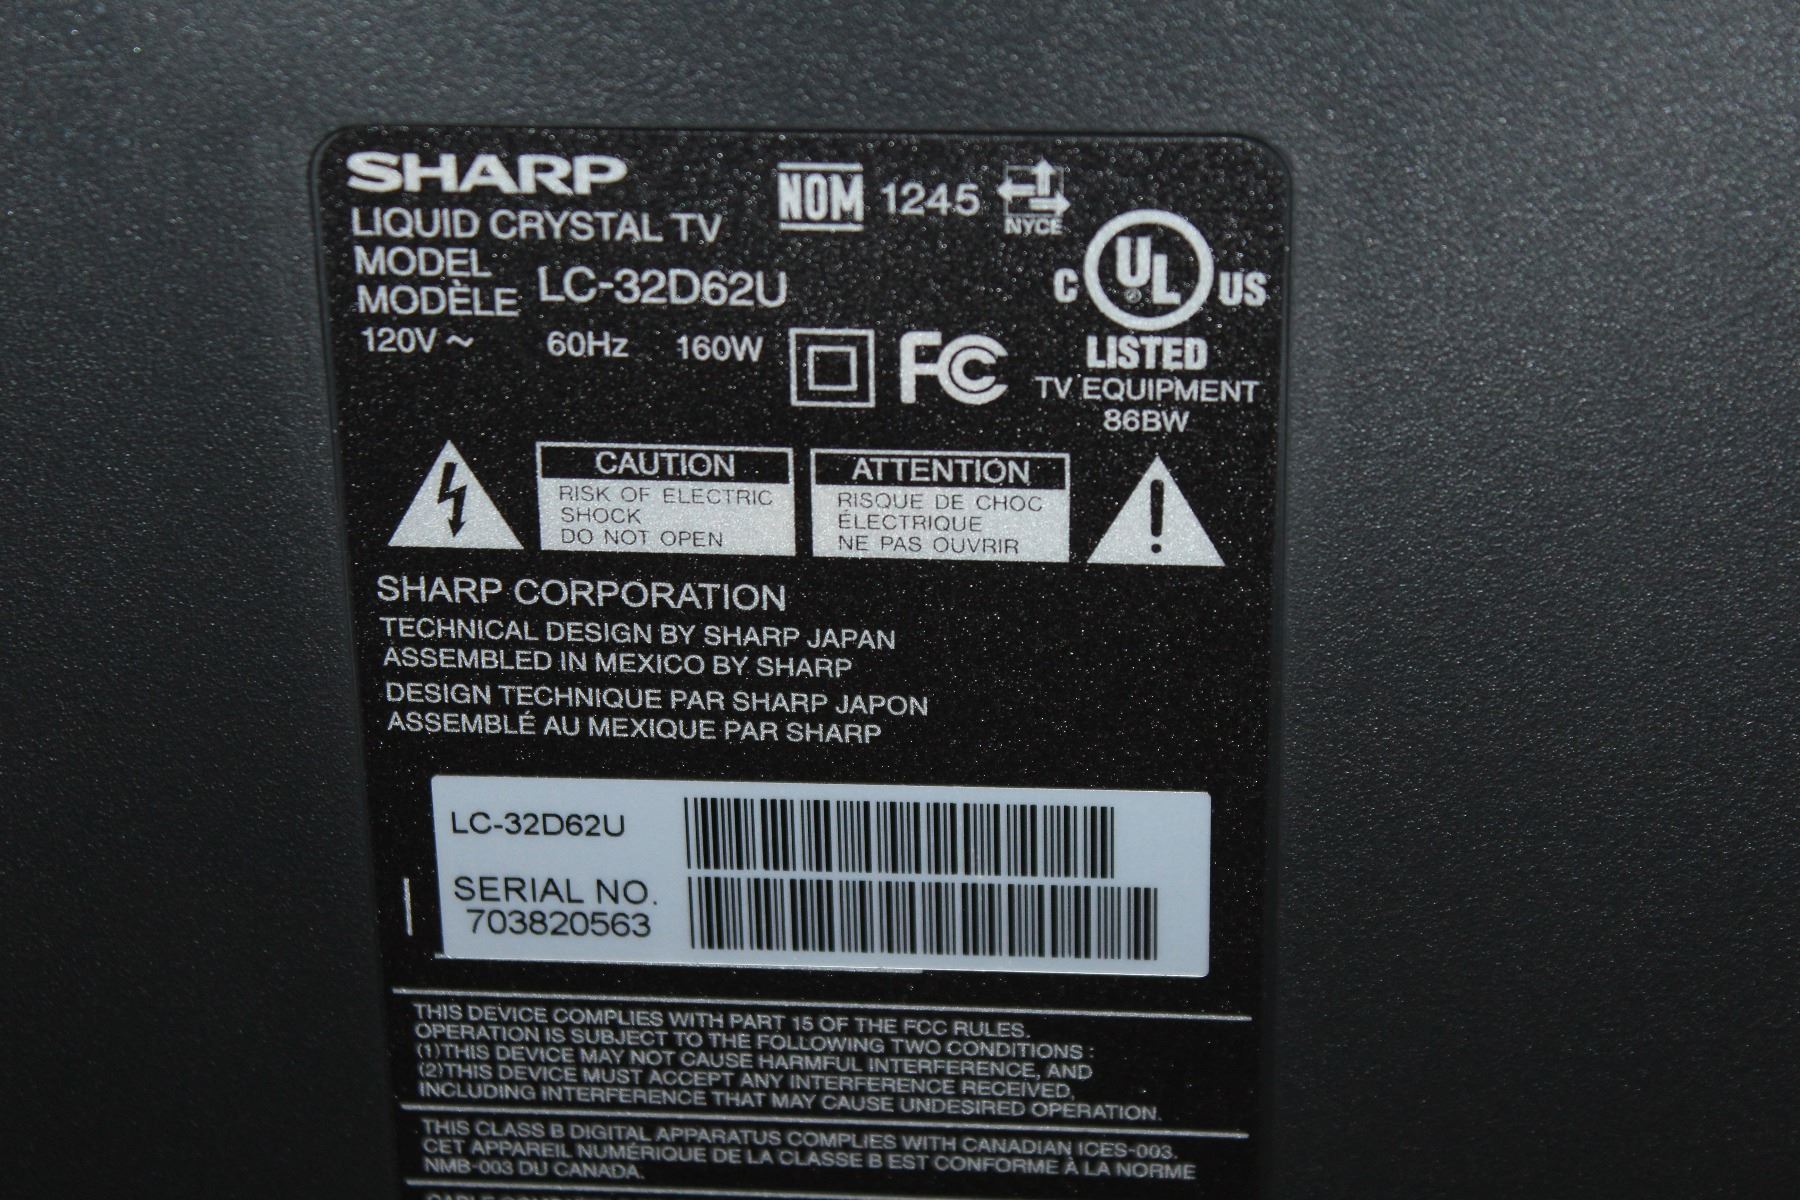 SHARP
LIQUID CRYSTAL TV
NOM 1245 NYCE
MODEL
MODÈLE LC-32D62U
120V ~ 60Hz 160W
FC
C UL US
LISTED
TV EQUIPMENT
86BW
CAUTION
RISK OF ELECTRIC
SHOCK
DO NOT OPEN
ATTENTION
RISQUE DE CHOC
ÉLECTRIQUE
NE PAS OUVRIR
SHARP CORPORATION
TECHNICAL DESIGN BY SHARP JAPAN
ASSEMBLED IN MEXICO BY SHARP
DESIGN TECHNIQUE PAR SHARP JAPON
ASSEMBLÉ AU MEXIQUE PAR SHARP
LC-32D62U
SERIAL NO.
703820563
THIS DEVICE COMPLIES WITH PART 15 OF THE FCC RULES.
OPERATION IS SUBJECT TO THE FOLLOWING TWO CONDITIONS :
(1)THIS DEVICE MAY NOT CAUSE HARMFUL INTERFERENCE, AND
(2)THIS DEVICE MUST ACCEPT ANY INTERFERENCE RECEIVED,
INCLUDING INTERFERENCE THAT MAY CAUSE UNDESIRED OPERATION.
THIS CLASS B DIGITAL APPARATUS COMPLIES WITH CANADIAN ICES-003.
CET APPAREIL NUMÉRIQUE DE LA CLASSE B EST CONFORME À LA NORME
NMB-003 DU CANADA.